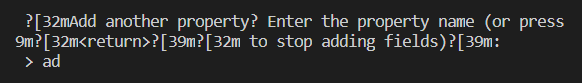 ?[32mAdd another property? Enter the property name (or press
9m?[32m<return>?[39m?[32m to stop adding fields)?[39m:
> ad